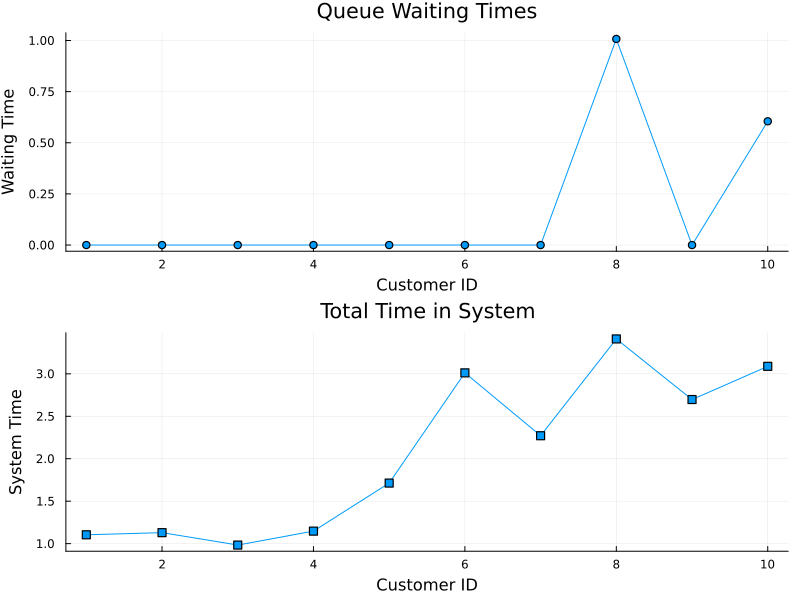 Queue Waiting Times
Waiting Time
1.00
0.75
0.50
0.25
0.00
2 4 6 8 10
Customer ID
Total Time in System
System Time
3.0
2.5
2.0
1.5
1.0
2 4 6 8 10
Customer ID